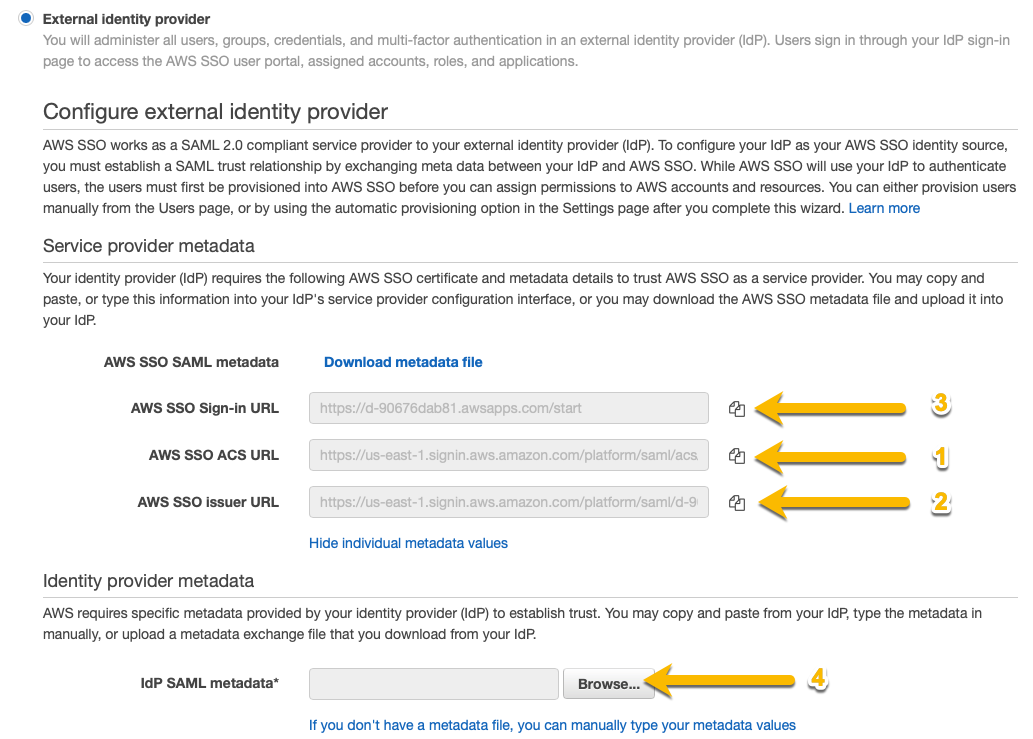 External identity provider
You will administer all users, groups, credentials, and multi-factor authentication in an external identity provider (IdP). Users sign in through your IdP sign-in
page to access the AWS SSO user portal, assigned accounts, roles, and applications.
Configure external identity provider
AWS SSO works as a SAML 2.0 compliant service provider to your external identity provider (IdP). To configure your IdP as your AWS SSO identity source,
you must establish a SAML trust relationship by exchanging meta data between your IdP and AWS SSO. While AWS SSO will use your IdP to authenticate
users, the users must first be provisioned into AWS SSO before you can assign permissions to AWS accounts and resources. You can either provision users
manually from the Users page, or by using the automatic provisioning option in the Settings page after you complete this wizard. Learn more
Service provider metadata
Your identity provider (IdP) requires the following AWS SSO certificate and metadata details to trust AWS SSO as a service provider. You may copy and
paste, or type this information into your IdP's service provider configuration interface, or you may download the AWS SSO metadata file and upload it into
your IdP.
AWS SSO SAML metadata Download metadata file
AWS SSO Sign-in URL https://d-90676dab81.awsapps.com/start 3
AWS SSO ACS URL https://us-east-1.signin.aws.amazon.com/platform/saml/acs 1
AWS SSO issuer URL https://us-east-1.signin.aws.amazon.com/platform/saml/d-9 2
Hide individual metadata values
Identity provider metadata
AWS requires specific metadata provided by your identity provider (IdP) to establish trust. You may copy and paste from your IdP, type the metadata in
manually, or upload a metadata exchange file that you download from your IdP.
IdP SAML metadata* Browse... 4
If you don't have a metadata file, you can manually type your metadata values